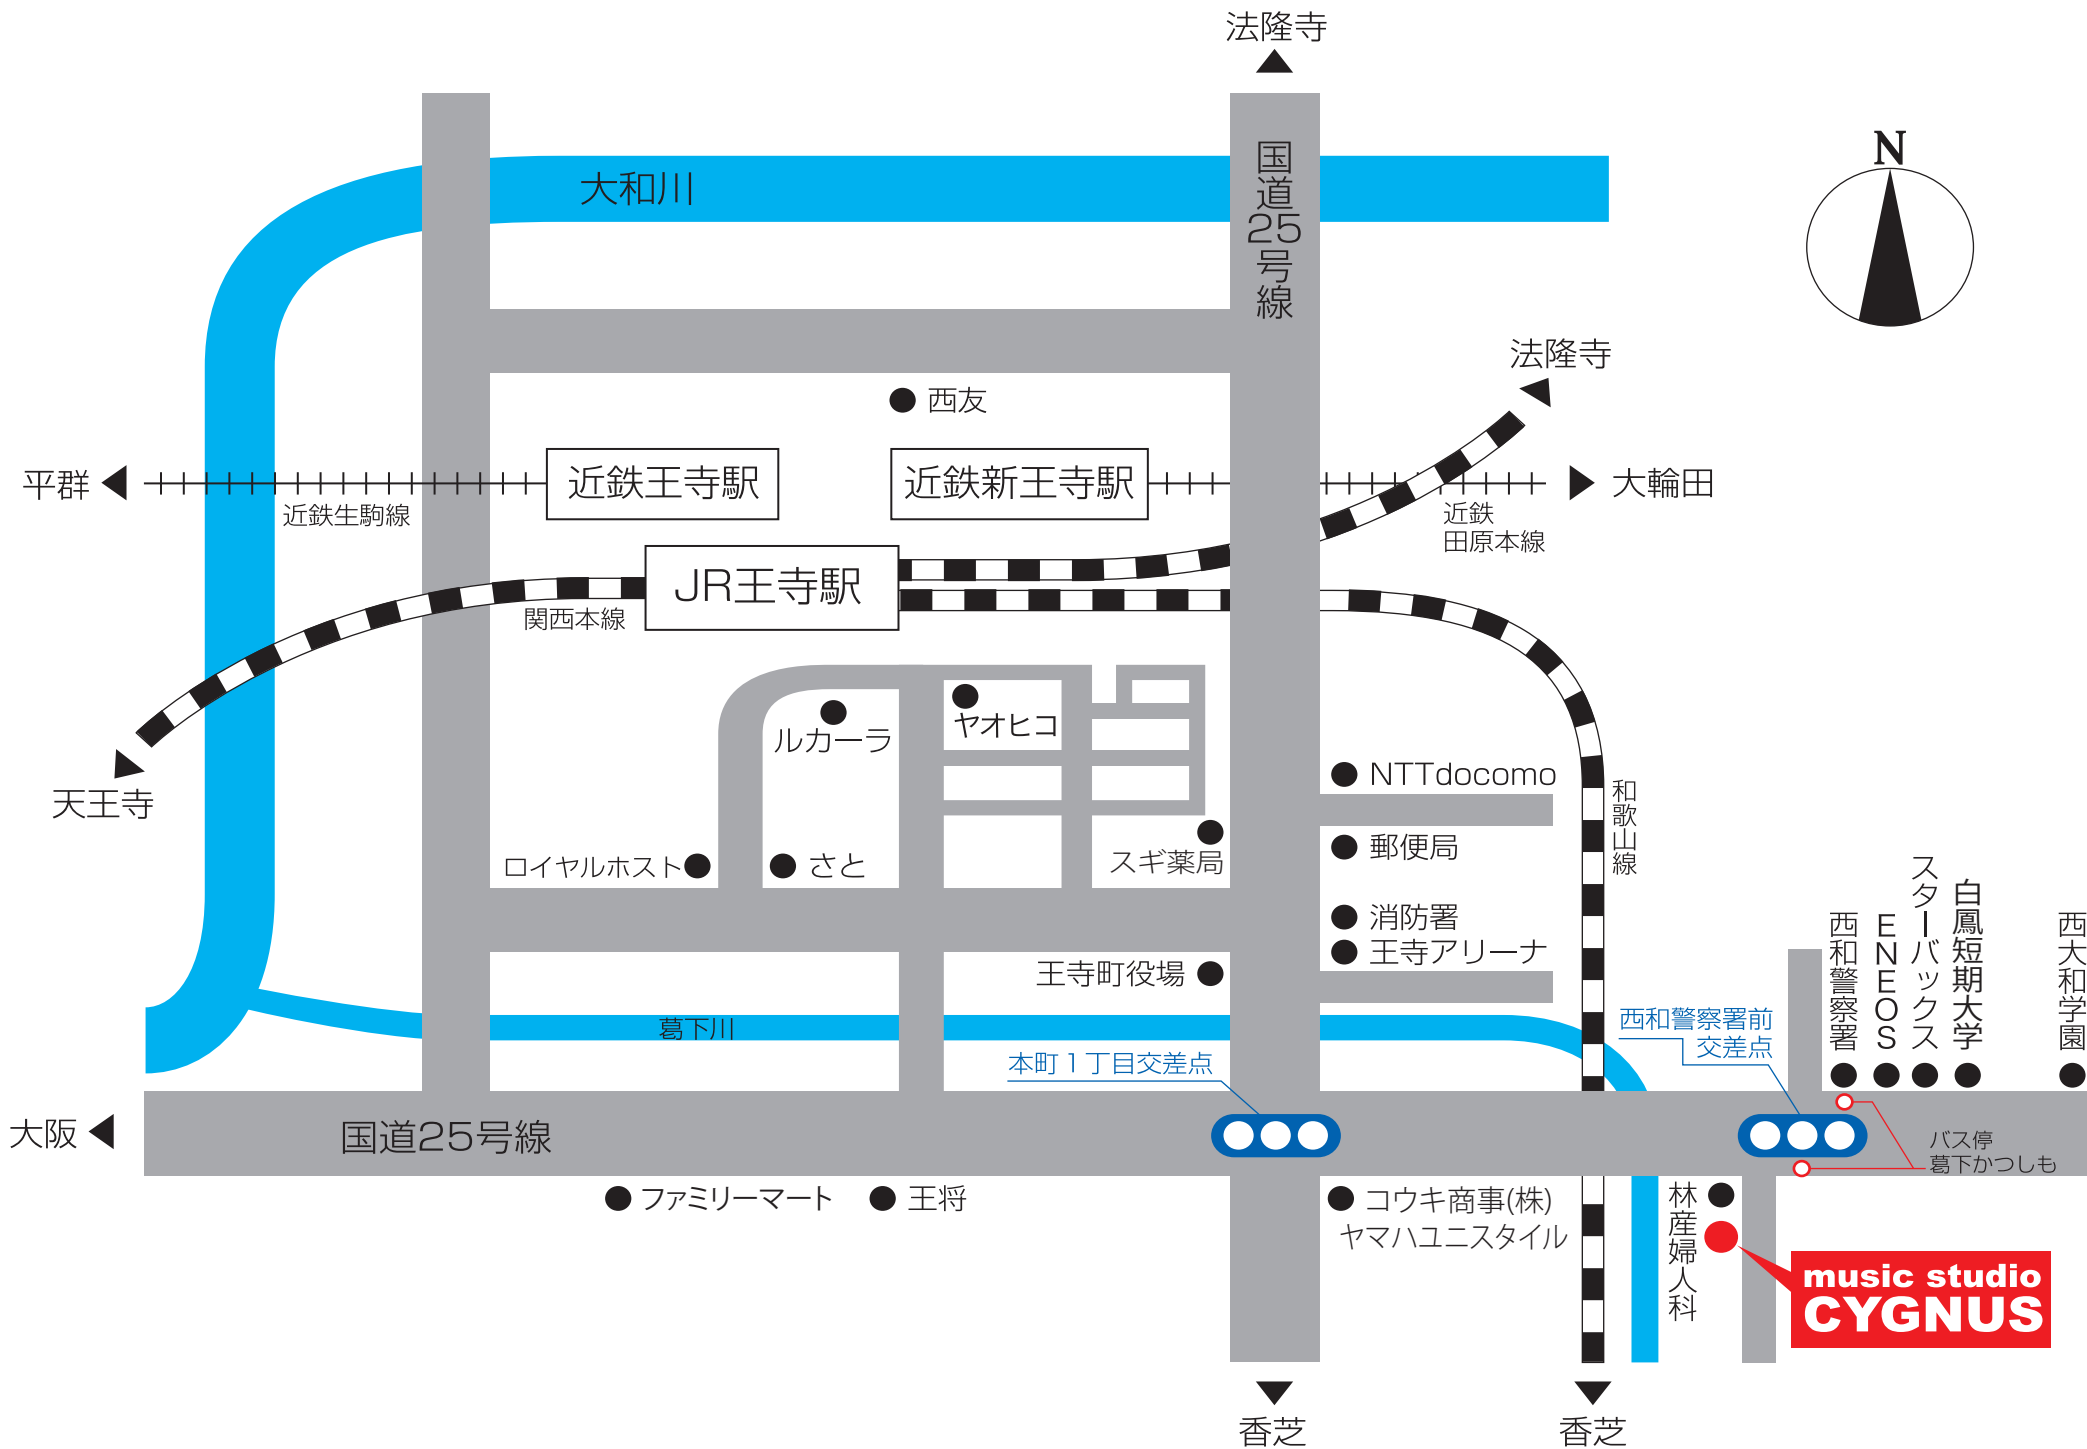 法隆寺
N
国道25号線
大和川
法隆寺
西友
平群
近鉄王寺駅
近鉄新王寺駅
大輪田
近鉄生駒線
近鉄
田原本線
JR王寺駅
関西本線
ヤオヒコ
ルカーラ
NTTdocomo
天王寺
和歌山線
郵便局
スギ薬局
ロイヤルホスト
さと
消防署
王寺アリーナ
王寺町役場
西和警察署
ENEOS
スターバックス
白鳳短期大学
西大和学園
葛下川
西和警察署前
交差点
本町1丁目交差点
大阪
国道25号線
バス停
葛下かつしも
ファミリーマート
王将
コウキ商事(株)
ヤマハユニスタイル
林産婦人科
music studio
CYGNUS
香芝
香芝